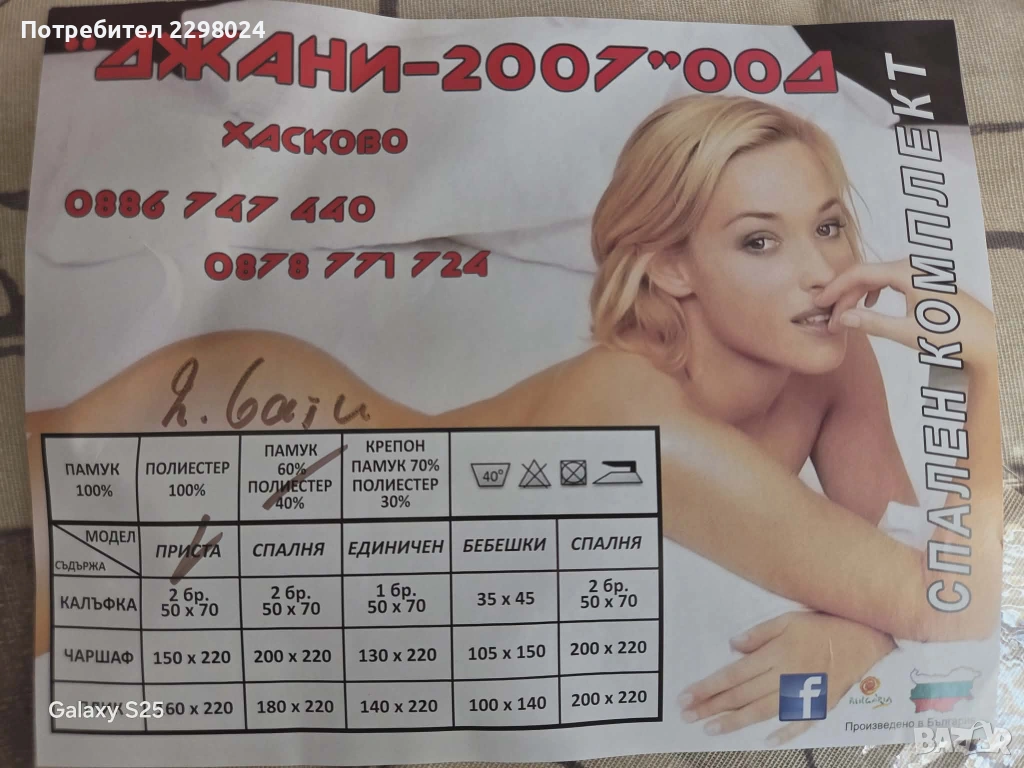 Потребител 2298024
"ДЖАНИ-2007"ООД
ХАСКОВО
0886 747 440
0878 771 724
СПАЛЕН КОМПЛЕКТ
ПАМУК 100% ПОЛИЕСТЕР 100% ПАМУК 60% ПОЛИЕСТЕР 40% КРЕПОН ПАМУК 70% ПОЛИЕСТЕР 30% 40°
МОДЕЛ СЪДЪРЖА ПРИСТА СПАЛНЯ ЕДИНИЧЕН БЕБЕШКИ СПАЛНЯ
КАЛЪФКА 2 бр. 50 x 70 2 бр. 50 x 70 1 бр. 50 x 70 35 x 45 2 бр. 50 x 70
ЧАРШАФ 150 x 220 200 x 220 130 x 220 105 x 150 200 x 220
60 x 220 180 x 220 140 x 220 100 x 140 200 x 220
Galaxy S25
f
Произведено в
BAZAR